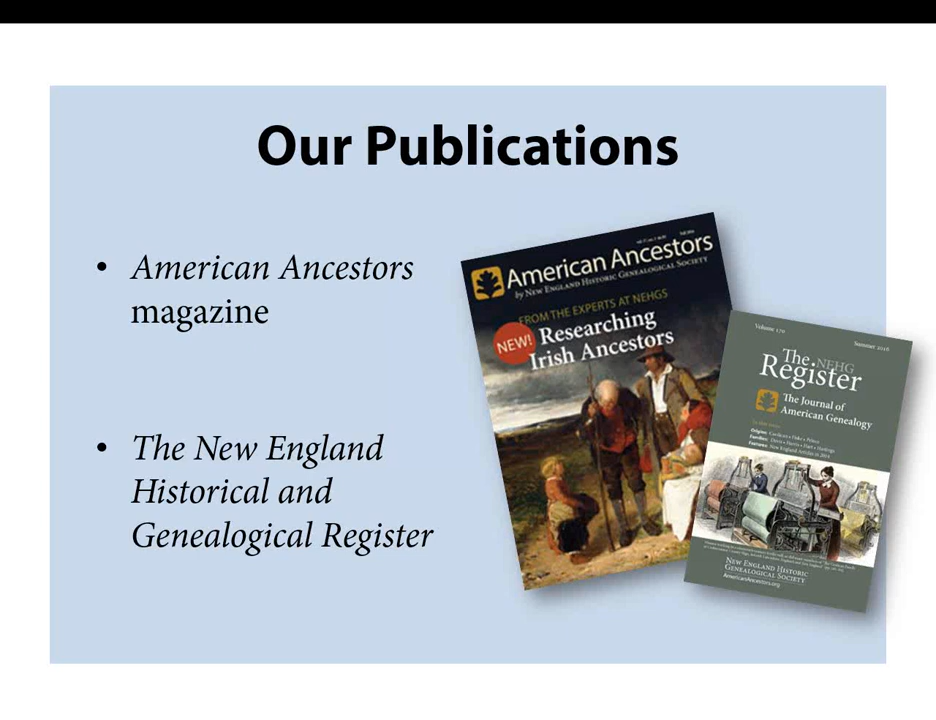 Our Publications
• American Ancestors
magazine
• The New England
Historical and
Genealogical Register
American Ancestors
by New England Historic Genealogical Society
FROM THE EXPERTS AT NEHGS
NEW!
Researching
Irish Ancestors
Volume 170
Summer 2016
The NEHG
Register
The Journal of
American Genealogy
New England Historic
Genealogical Society
AmericanAncestors.org